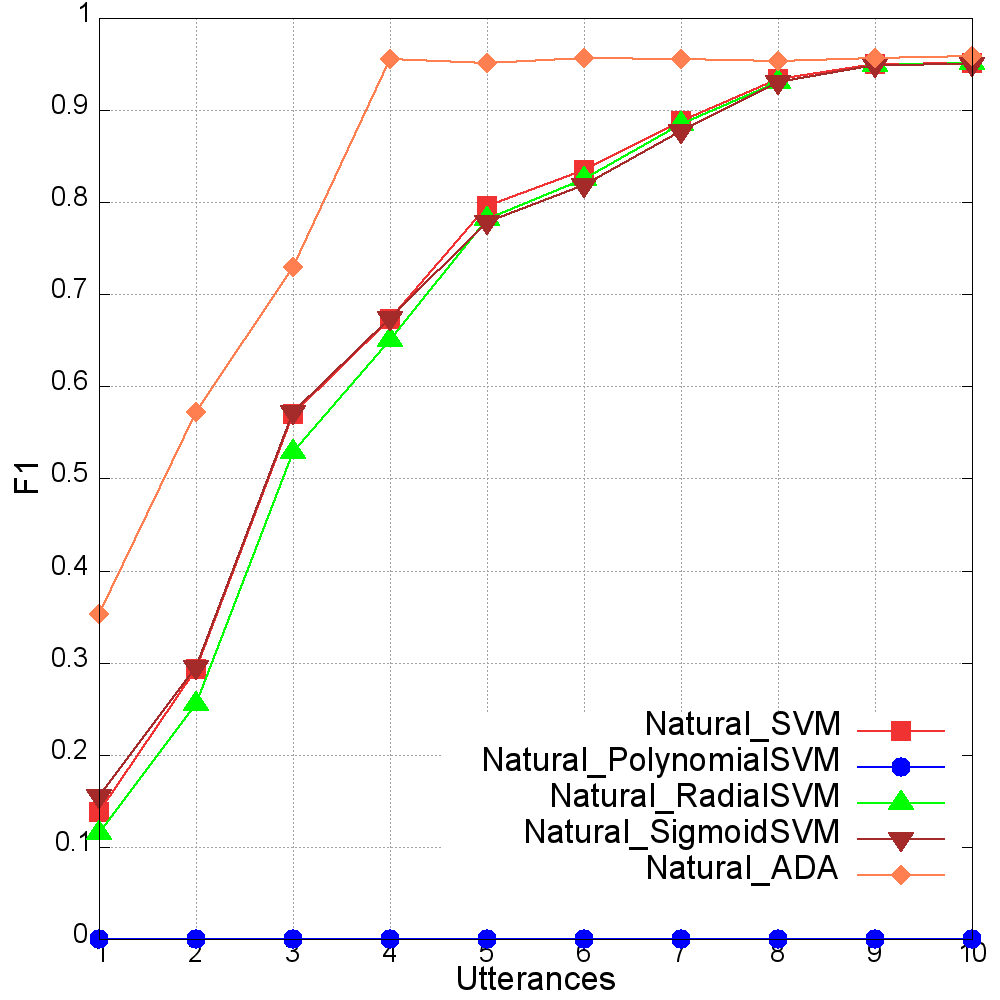 1
0.9
0.8
0.7
0.6
0.5
0.4
0.3
0.2
0.1
0
F1
Natural_SVM
Natural_PolynomialSVM
Natural_RadialSVM
Natural_SigmoidSVM
Natural_ADA
1 2 3 4 5 6 7 8 9 10
Utterances